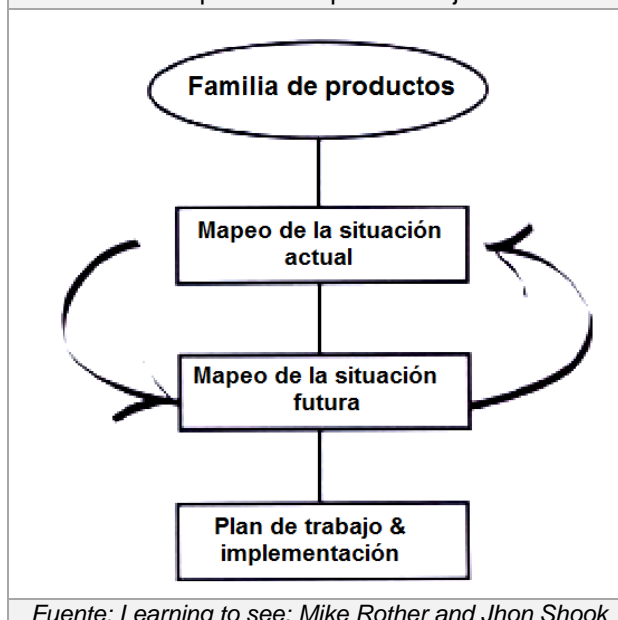 Familia de productos
Mapeo de la situación
actual
Mapeo de la situación
futura
Plan de trabajo &
implementación
Fuente: Learning to see: Mike Rother and Jhon Shook